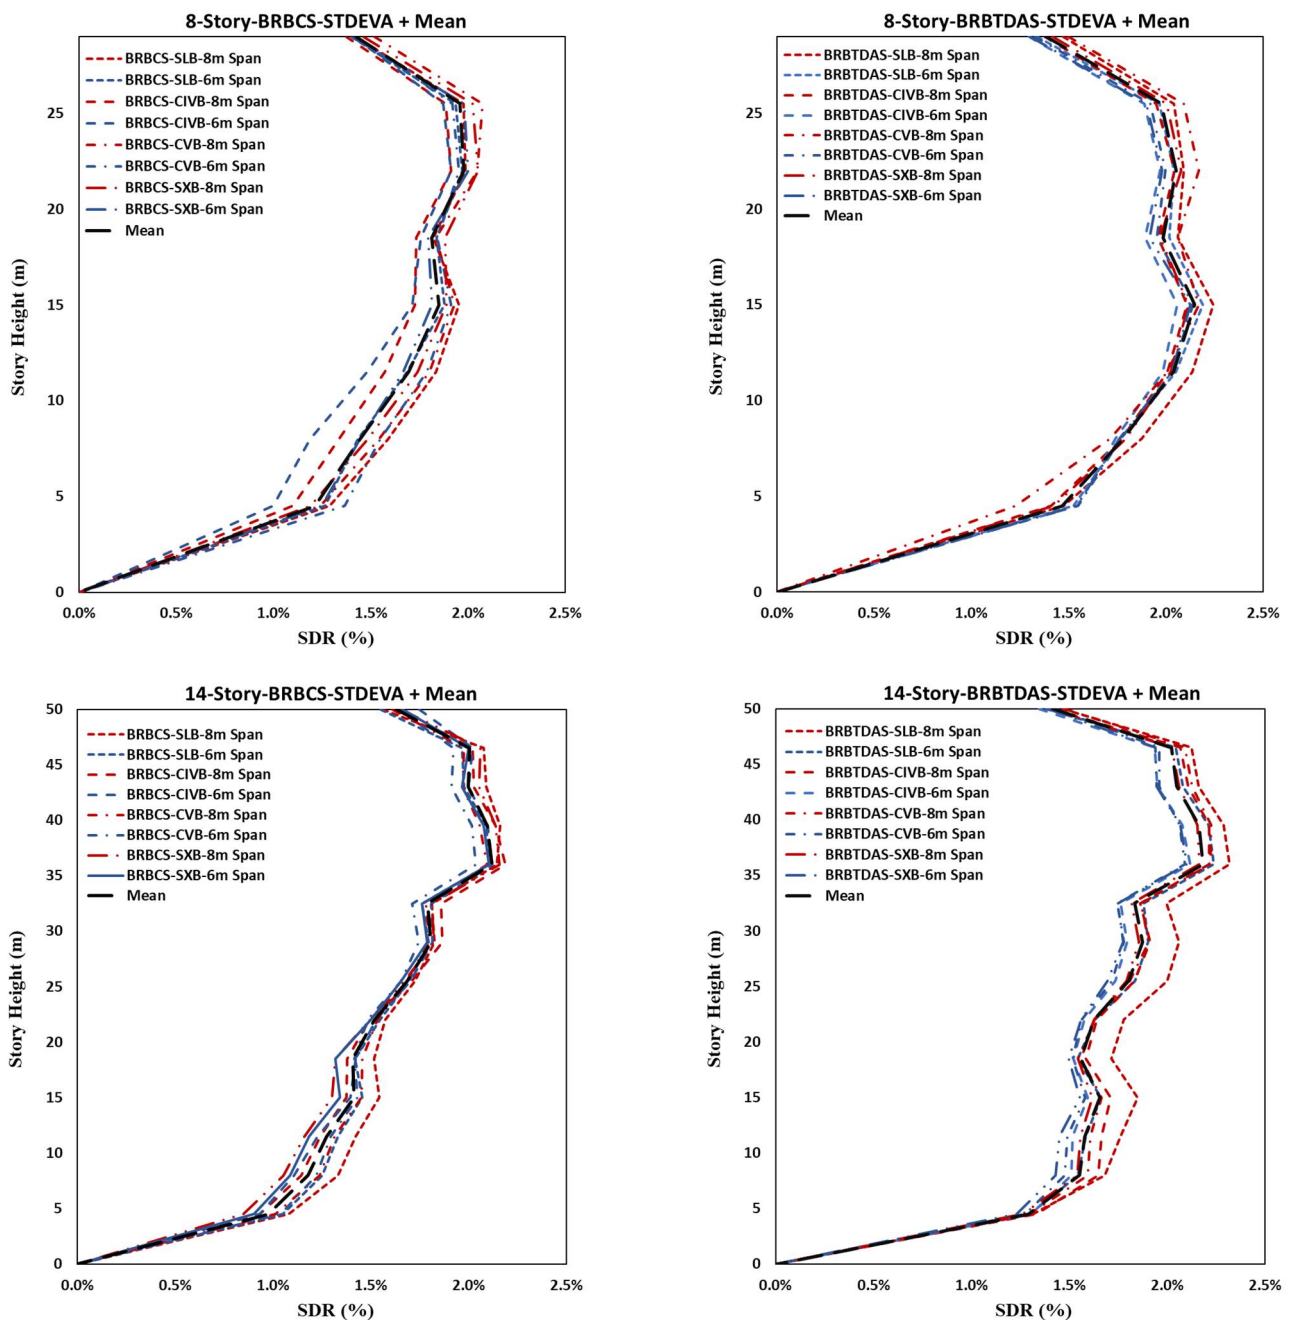 8-Story-BRBCS-STDEVA + Mean
BRBCS-SLB-8m Span
BRBCS-SLB-6m Span
BRBCS-CIVB-8m Span
BRBCS-CIVB-6m Span
BRBCS-CVB-8m Span
BRBCS-CVB-6m Span
BRBCS-SXB-8m Span
BRBCS-SXB-6m Span
Mean
25
20
15
10
5
0
Story Height (m)
0.0% 0.5% 1.0% 1.5% 2.0% 2.5%
SDR (%)
8-Story-BRBTDAS-STDEVA + Mean
BRBTDAS-SLB-8m Span
BRBTDAS-SLB-6m Span
BRBTDAS-CIVB-8m Span
BRBTDAS-CIVB-6m Span
BRBTDAS-CVB-8m Span
BRBTDAS-CVB-6m Span
BRBTDAS-SXB-8m Span
BRBTDAS-SXB-6m Span
Mean
25
20
15
10
5
0
Story Height (m)
0.0% 0.5% 1.0% 1.5% 2.0% 2.5%
SDR (%)
14-Story-BRBCS-STDEVA + Mean
BRBCS-SLB-8m Span
BRBCS-SLB-6m Span
BRBCS-CIVB-8m Span
BRBCS-CIVB-6m Span
BRBCS-CVB-8m Span
BRBCS-CVB-6m Span
BRBCS-SXB-8m Span
BRBCS-SXB-6m Span
Mean
50
45
40
35
30
25
20
15
10
5
0
Story Height (m)
0.0% 0.5% 1.0% 1.5% 2.0% 2.5%
SDR (%)
14-Story-BRBTDAS-STDEVA + Mean
BRBTDAS-SLB-8m Span
BRBTDAS-SLB-6m Span
BRBTDAS-CIVB-8m Span
BRBTDAS-CIVB-6m Span
BRBTDAS-CVB-8m Span
BRBTDAS-CVB-6m Span
BRBTDAS-SXB-8m Span
BRBTDAS-SXB-6m Span
Mean
50
45
40
35
30
25
20
15
10
5
0
Story Height (m)
0.0% 0.5% 1.0% 1.5% 2.0% 2.5%
SDR (%)